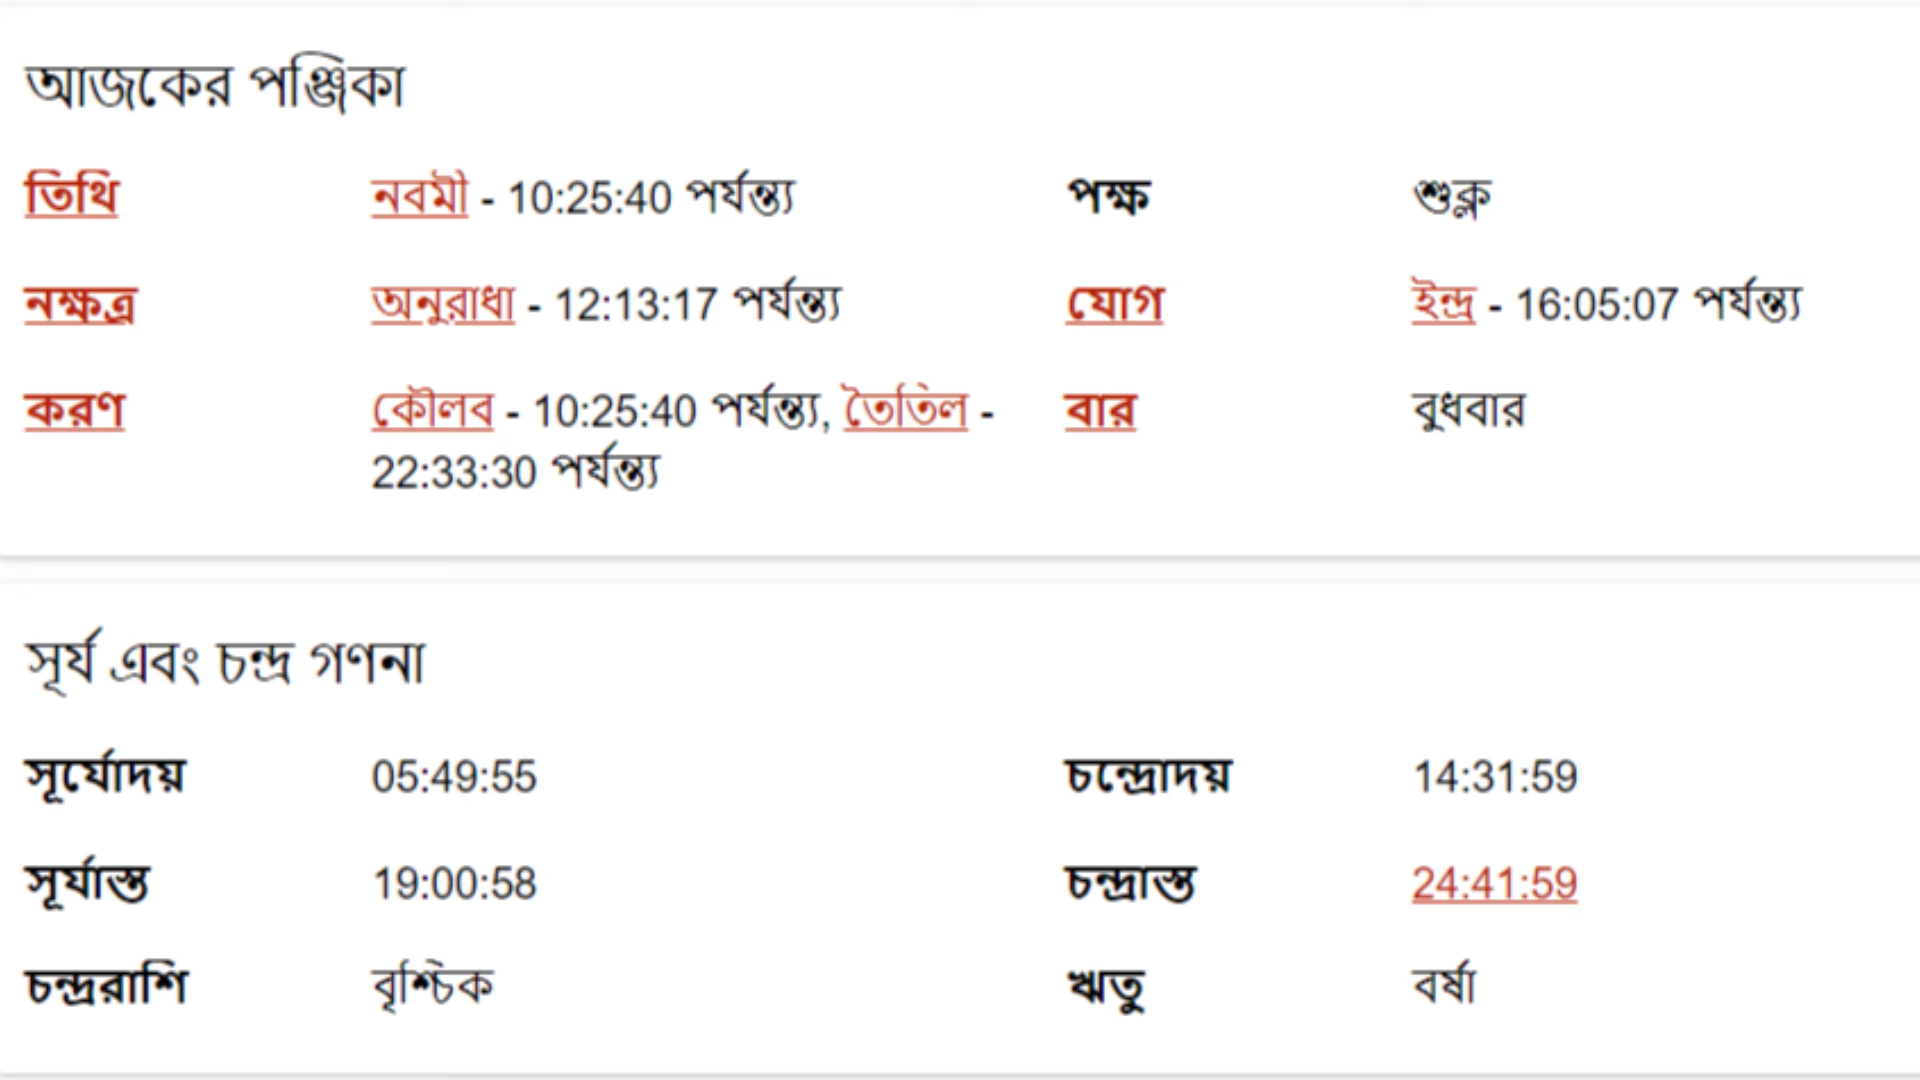 আজকের পঞ্জিকা
তিথি নবমী - 10:25:40 পর্যন্ত্য পক্ষ শুক্ল
নক্ষত্র অনুরাধা - 12:13:17 পর্যন্ত্য যোগ ইন্দ্র - 16:05:07 পর্যন্ত্য
করণ কৌলব - 10:25:40 পর্যন্ত্য, তৈতিল - বার বুধবার
22:33:30 পর্যন্ত্য
সূর্য এবং চন্দ্র গণনা
সূর্যোদয় 05:49:55 চন্দ্রোদয় 14:31:59
সূর্যাস্ত 19:00:58 চন্দ্রাস্ত 24:41:59
চন্দ্ররাশি বৃশ্চিক ঋতু বর্ষা